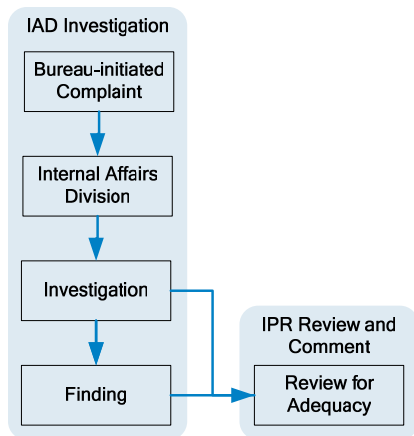 IAD Investigation
Bureau-initiated
Complaint
Internal Affairs
Division
Investigation
Finding
IPR Review and
Comment
Review for
Adequacy